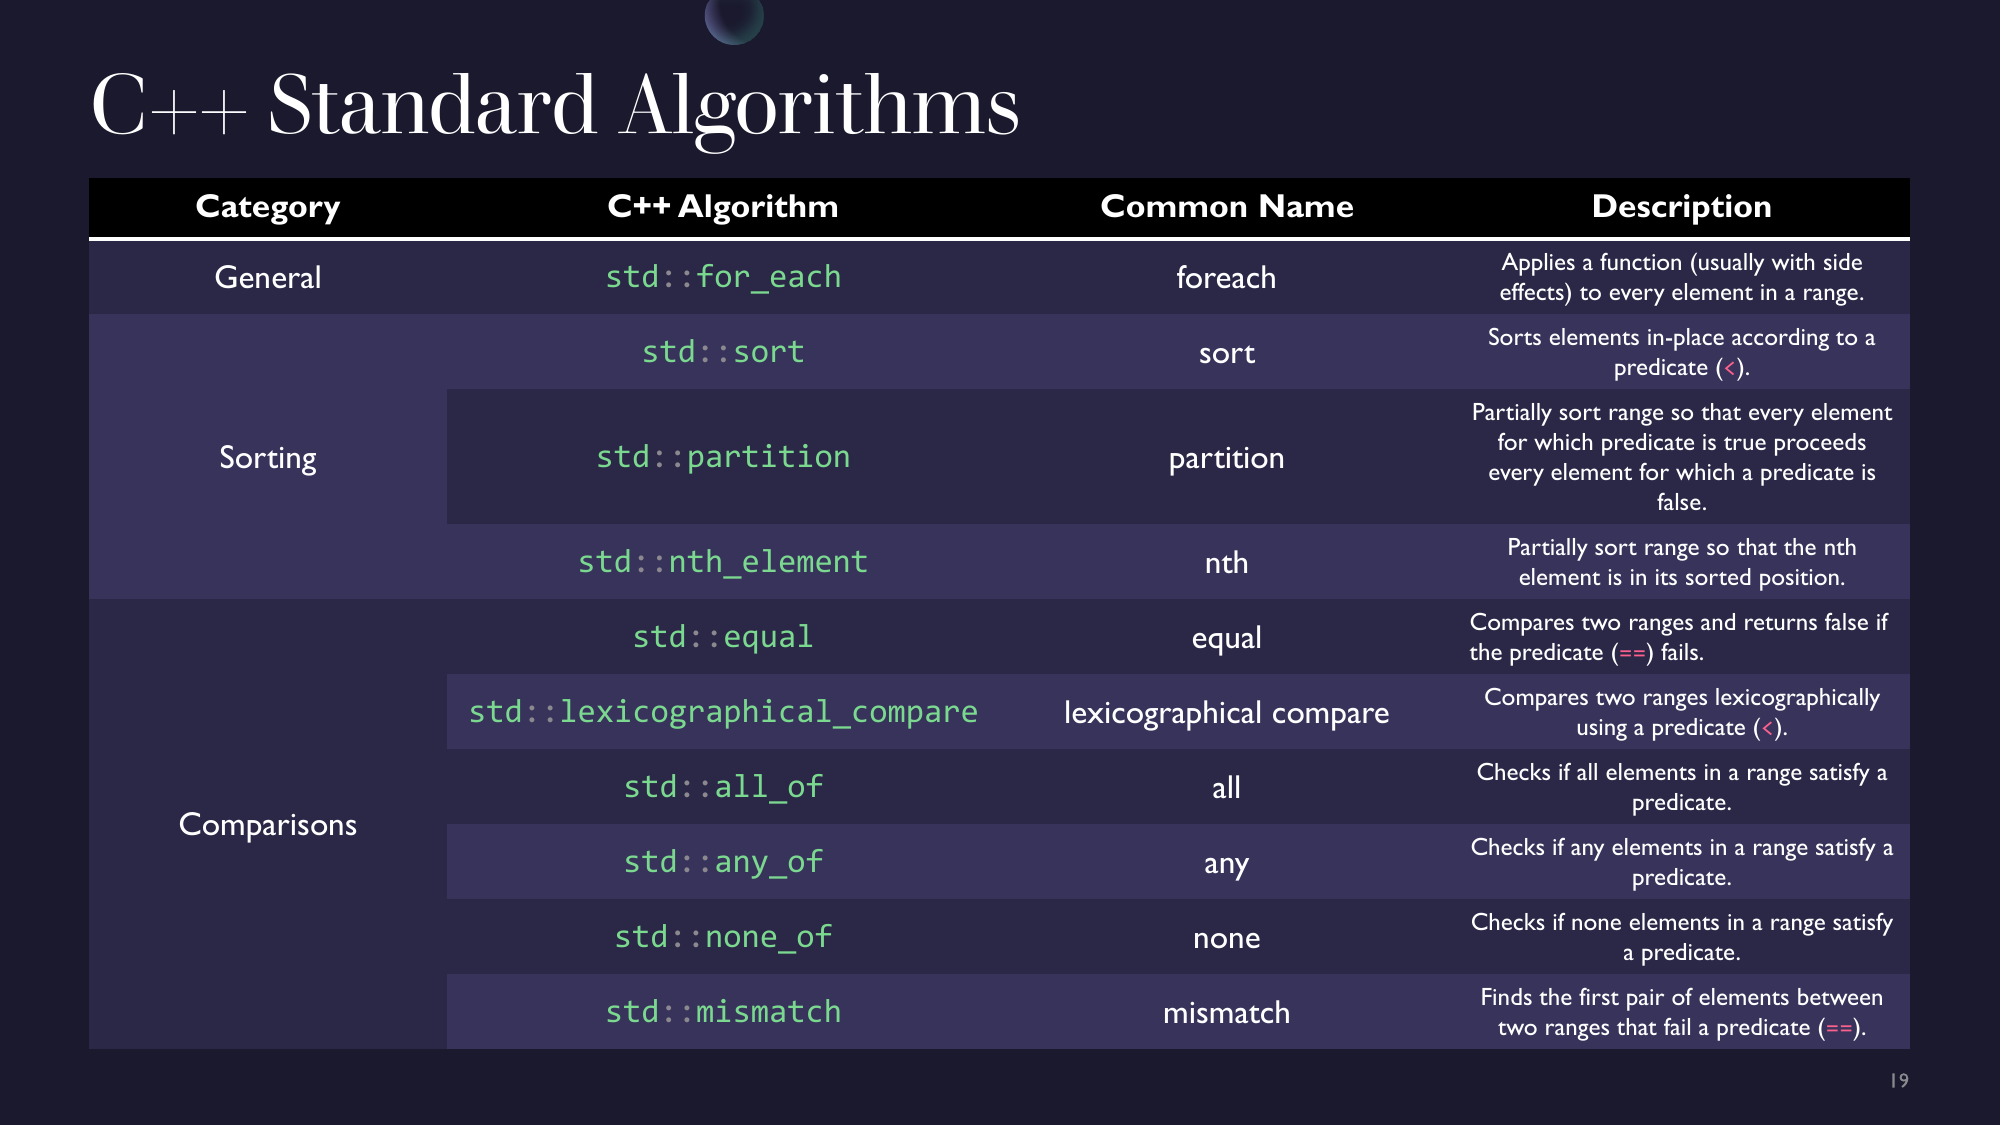 C++ Standard Algorithms
Category C++ Algorithm Common Name Description
General std::for_each foreach Applies a function (usually with side
effects) to every element in a range.
Sorting
std::sort sort Sorts elements in-place according to a
predicate (<).
std::partition partition Partially sort range so that every element
for which predicate is true proceeds
every element for which a predicate is
false.
std::nth_element nth Partially sort range so that the nth
element is in its sorted position.
Comparisons
std::equal equal Compares two ranges and returns false if
the predicate (==) fails.
std::lexicographical_compare lexicographical compare Compares two ranges lexicographically
using a predicate (<).
std::all_of all Checks if all elements in a range satisfy a
predicate.
std::any_of any Checks if any elements in a range satisfy a
predicate.
std::none_of none Checks if none elements in a range satisfy
a predicate.
std::mismatch mismatch Finds the first pair of elements between
two ranges that fail a predicate (==).
19